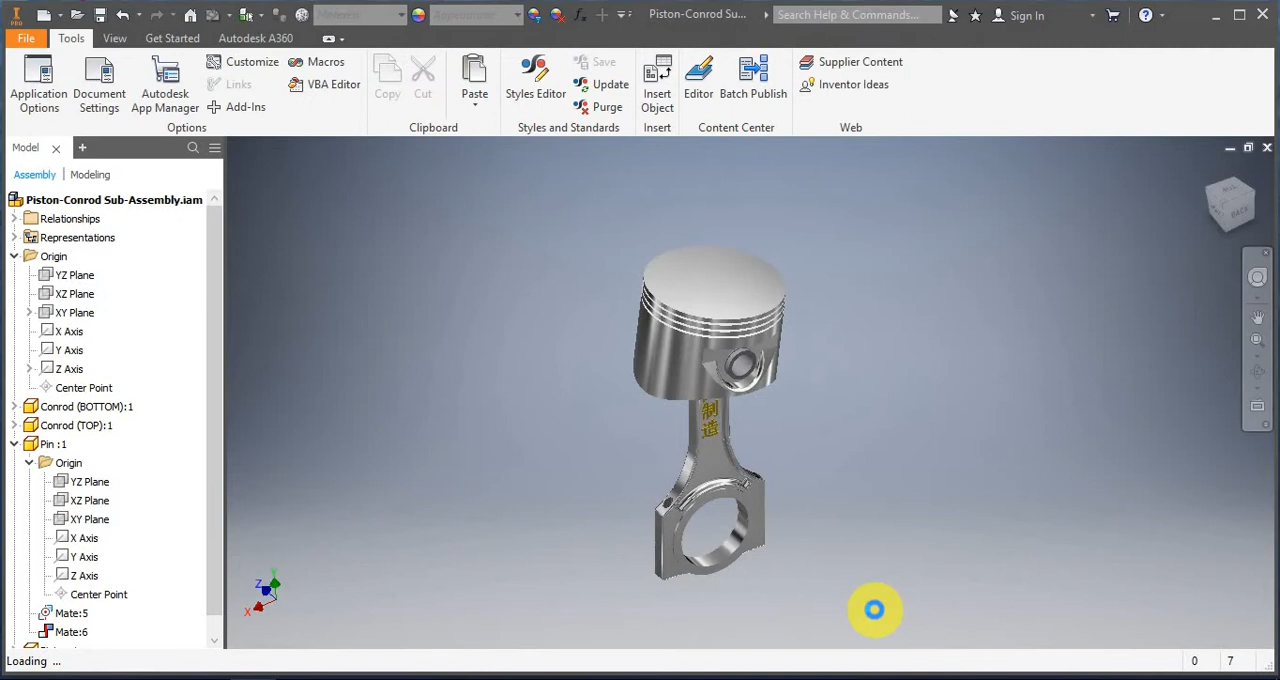 PRO
Material
Appearance
Piston-Conrod Su...
Search Help & Commands...
Sign In
File
Tools
View
Get Started
Autodesk A360
Application Options
Document Settings
Autodesk App Manager
Customize
Links
Add-Ins
Macros
VBA Editor
Options
Copy
Cut
Paste
Clipboard
Styles Editor
Save
Update
Purge
Styles and Standards
Insert Object
Insert
Editor
Batch Publish
Content Center
Supplier Content
Inventor Ideas
Web
Model
Assembly
Modeling
Piston-Conrod Sub-Assembly.iam
Relationships
Representations
Origin
YZ Plane
XZ Plane
XY Plane
X Axis
Y Axis
Z Axis
Center Point
Conrod (BOTTOM):1
Conrod (TOP):1
Pin :1
Origin
YZ Plane
XZ Plane
XY Plane
X Axis
Y Axis
Z Axis
Center Point
Mate:5
Mate:6
制
造
BACK
Y
Z
X
Loading ...
0 7